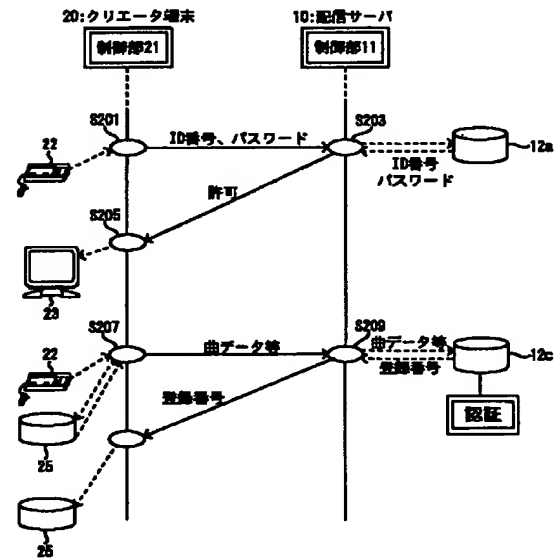 20:クリエータ端末
10:配信サーバ
制御部21
制御部11
S201
S203
22
ID番号、パスワード
12a
ID番号
パスワード
許可
S205
23
S207
S209
22
曲データ等
曲データ等
12c
登録番号
登録番号
認証
25
26